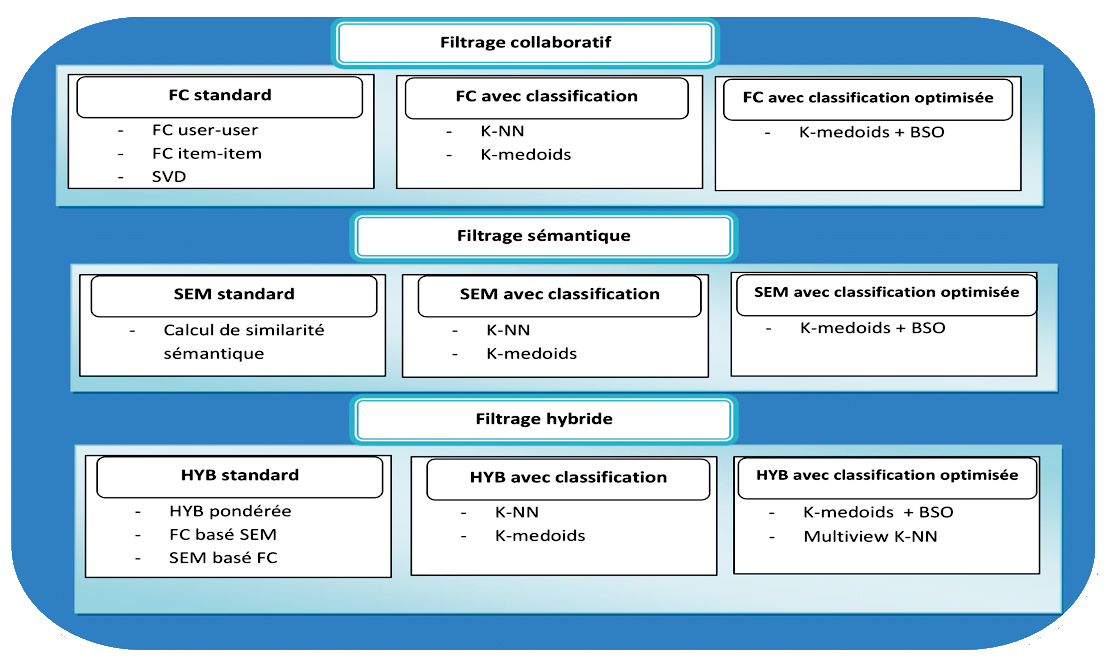 Filtrage collaboratif
FC standard
- FC user-user
- FC item-item
- SVD
FC avec classification
- K-NN
- K-medoids
FC avec classification optimisée
- K-medoids + BSO
Filtrage sémantique
SEM standard
- Calcul de similarité
sémantique
SEM avec classification
- K-NN
- K-medoids
SEM avec classification optimisée
- K-medoids + BSO
Filtrage hybride
HYB standard
- HYB pondérée
- FC basé SEM
- SEM basé FC
HYB avec classification
- K-NN
- K-medoids
HYB avec classification optimisée
- K-medoids + BSO
- Multiview K-NN